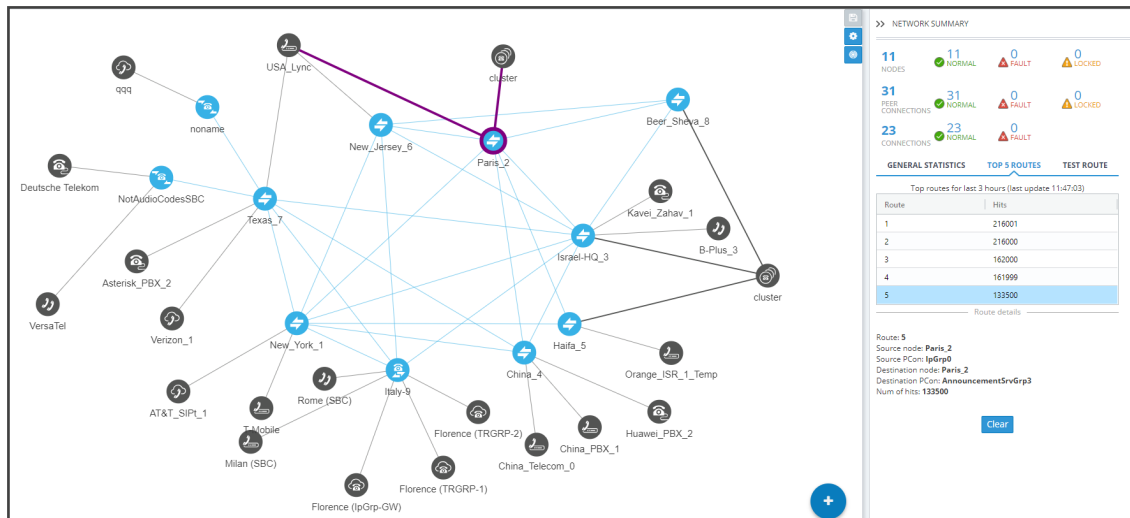 USA_Lync
cluster
qqq
noname
New_Jersey_6
Paris_2
Beer_Sheva_8
Deutsche Telekom
NotAudioCodesSBC
Texas_7
Kavei_Zahav_1
B-Plus_3
Israel-HQ_3
Asterisk_PBX_2
cluster
VersaTel
Verizon_1
New_York_1
Haifa_5
China_4
Orange_ISR_1_Temp
Italy-9
Rome (SBC)
AT&T_SIPt_1
T-Mobile
Florence (TRGRP-2)
Huawei_PBX_2
China_PBX_1
Milan (SBC)
China_Telecom_0
Florence (TRGRP-1)
Florence (IpGrp-GW)
+
>> NETWORK SUMMARY
11 NODES 11 NORMAL 0 FAULT 0 LOCKED
31 PEER CONNECTIONS 31 NORMAL 0 FAULT 0 LOCKED
23 CONNECTIONS 23 NORMAL 0 FAULT
GENERAL STATISTICS TOP 5 ROUTES TEST ROUTE
Top routes for last 3 hours (last update 11:47:03)
Route Hits
1 216001
2 216000
3 162000
4 161999
5 133500
Route details
Route: 5
Source node: Paris_2
Source PCon: IpGrp0
Destination node: Paris_2
Destination PCon: AnnouncementSrvGrp3
Num of hits: 133500
Clear